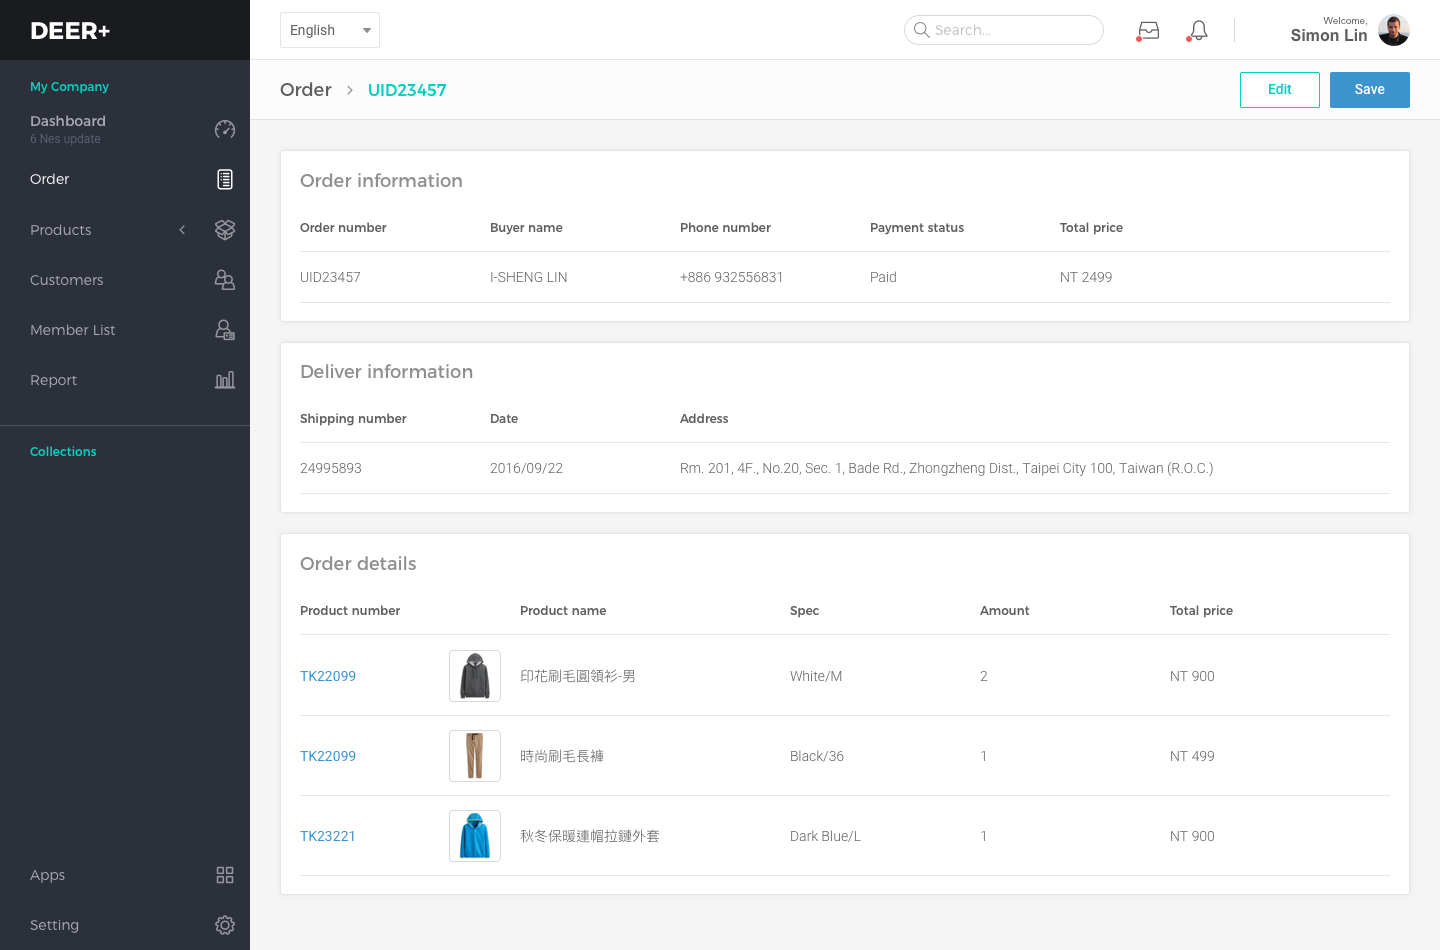 DEER+
English
Search...
Welcome,
Simon Lin
My Company
Dashboard
6 Nes update
Order
Products
Customers
Member List
Report
Collections
Apps
Setting
Order > UID23457
Edit
Save
Order information
Order number Buyer name Phone number Payment status Total price
UID23457 I-SHENG LIN +886 932556831 Paid NT 2499
Deliver information
Shipping number Date Address
24995893 2016/09/22 Rm. 201, 4F., No.20, Sec. 1, Bade Rd., Zhongzheng Dist., Taipei City 100, Taiwan (R.O.C.)
Order details
Product number Product name Spec Amount Total price
TK22099 印花刷毛圓領衫-男 White/M 2 NT 900
TK22099 時尚刷毛長褲 Black/36 1 NT 499
TK23221 秋冬保暖連帽拉鏈外套 Dark Blue/L 1 NT 900